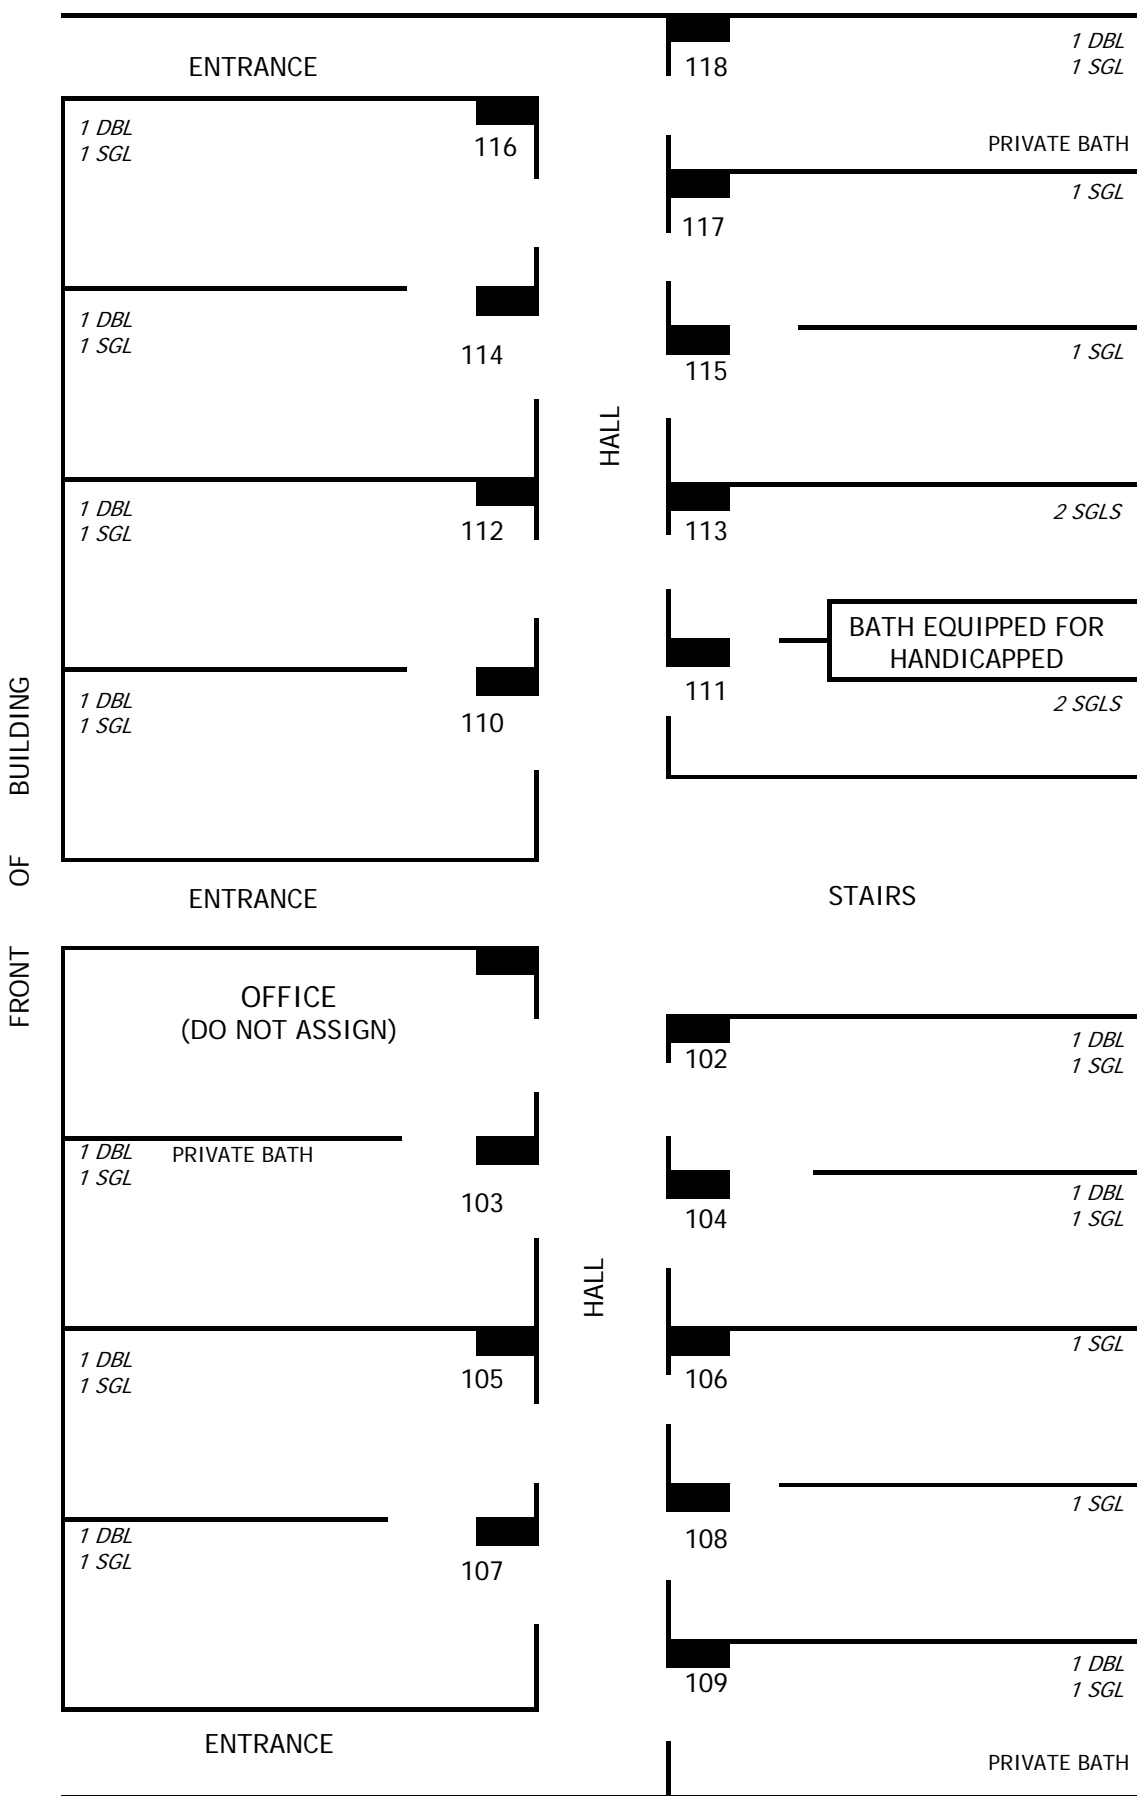 ENTRANCE
118
1 DBL
1 SGL
PRIVATE BATH
1 DBL
1 SGL
116
117
1 SGL
1 DBL
1 SGL
114
115
1 SGL
HALL
1 DBL
1 SGL
112
113
2 SGLS
BATH EQUIPPED FOR
HANDICAPPED
1 DBL
1 SGL
110
111
2 SGLS
FRONT OF BUILDING
ENTRANCE
STAIRS
OFFICE
(DO NOT ASSIGN)
102
1 DBL
1 SGL
1 DBL
1 SGL
PRIVATE BATH
103
104
1 DBL
1 SGL
HALL
1 DBL
1 SGL
105
106
1 SGL
1 DBL
1 SGL
107
108
1 SGL
109
1 DBL
1 SGL
ENTRANCE
PRIVATE BATH